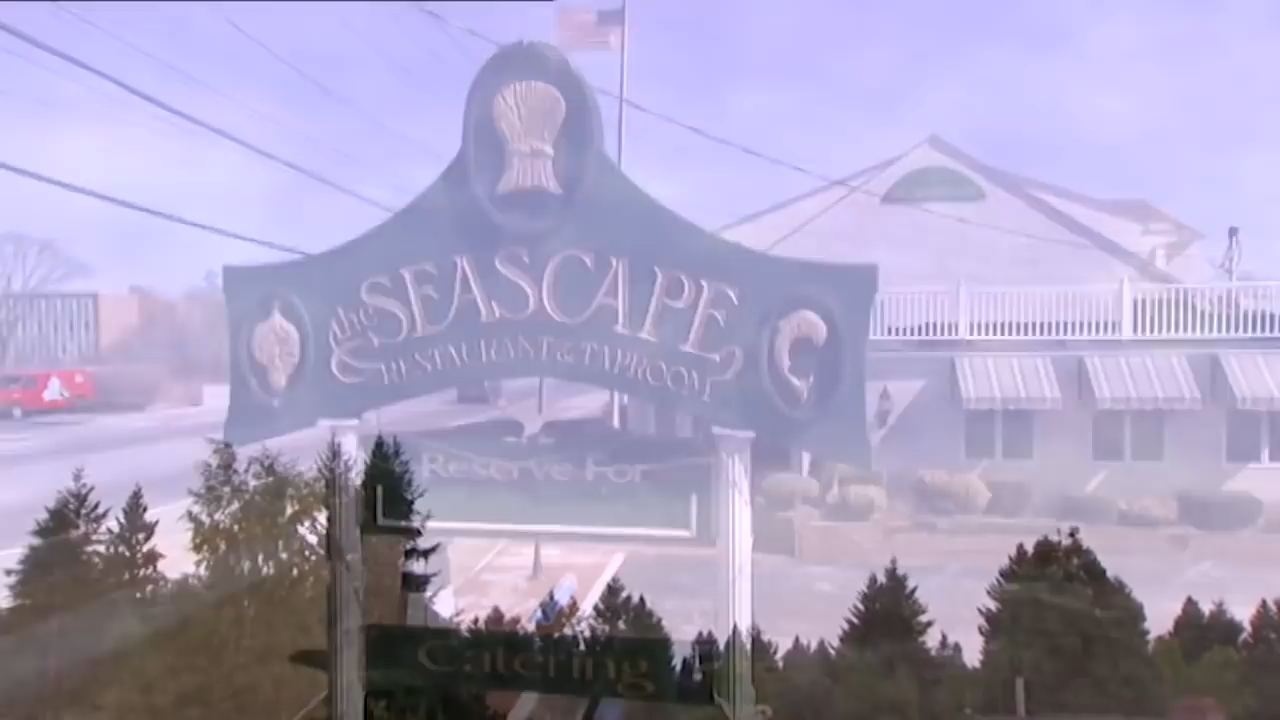 the SEASCAPE
RESTAURANT & TAPROOM
Reserve For
Catering